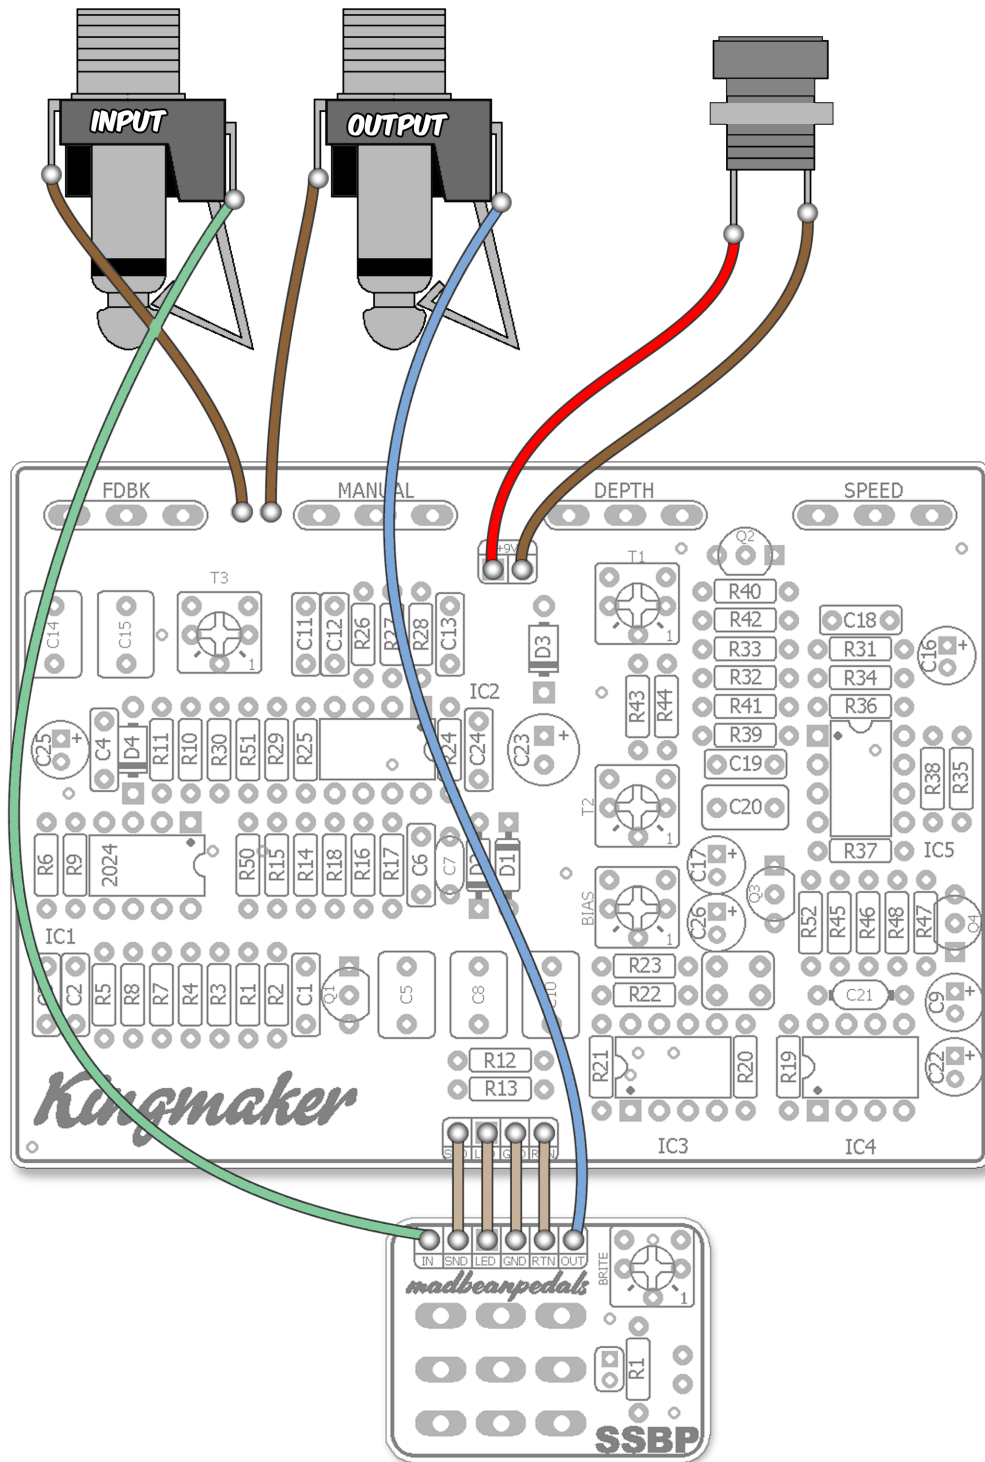 INPUT
OUTPUT
FDBK
MANUAL
DEPTH
SPEED
+9V
T1
Q2
T3
C14
C15
C11
C12
R26
R27
R28
C13
D3
1
1
R40
R42
R33
R32
R41
R39
C18
R31
R34
R36
C16
+
IC2
R43
R44
C25
+
C4
D4
R11
R10
R30
R51
R29
R25
R24
C24
C23
+
C19
C20
R38
R35
T2
1
R6
R9
2024
R50
R15
R14
R18
R16
R17
C6
C7
D2
D1
C17
+
R37
IC5
BIAS
1
C26
+
Q3
R52
R45
R46
R48
R47
Q4
IC1
C2
R5
R8
R7
R4
R3
R1
R2
C1
Q1
C5
C8
C10
R23
R22
C21
C9
+
R12
R13
R21
R20
R19
C22
+
Kingmaker
IC3
IC4
IN
SND
LED
GND
RTN
OUT
BRITE
1
madbeanpedals
R1
SSBP